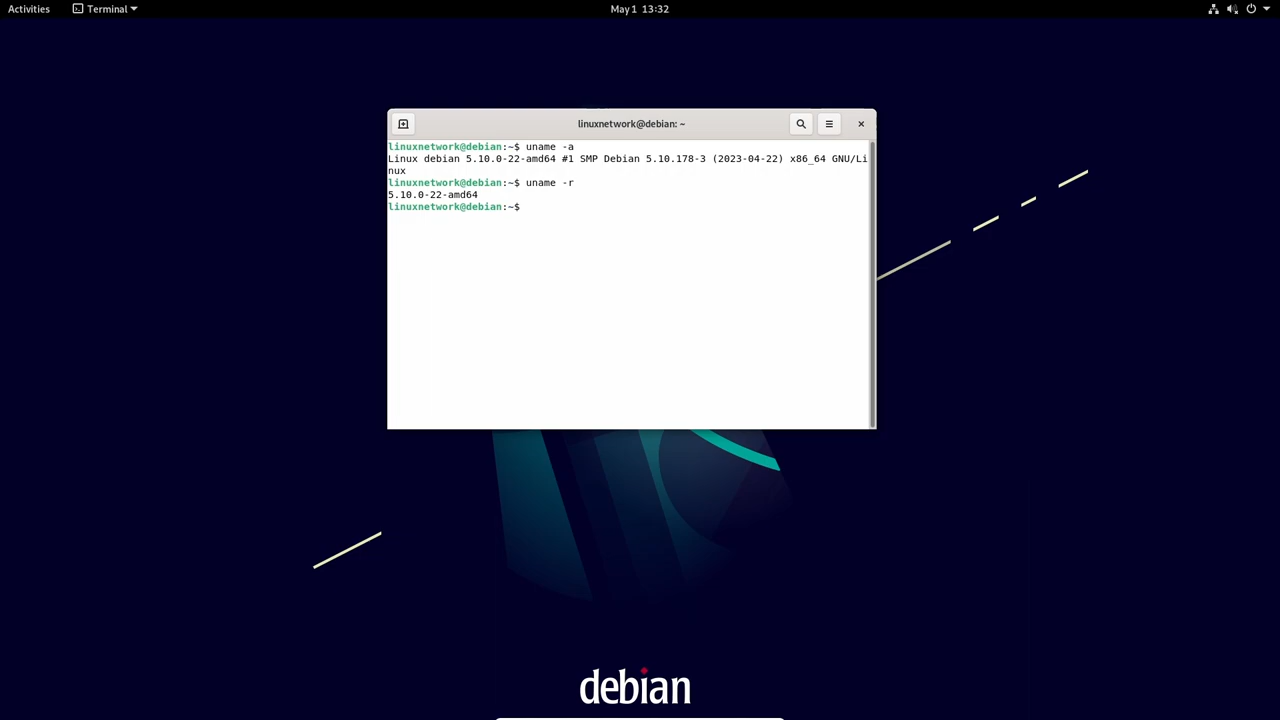 Activities Terminal May 1 13:32
linuxnetwork@debian: ~
linuxnetwork@debian:~$ uname -a
Linux debian 5.10.0-22-amd64 #1 SMP Debian 5.10.178-3 (2023-04-22) x86_64 GNU/Li
nux
linuxnetwork@debian:~$ uname -r
5.10.0-22-amd64
linuxnetwork@debian:~$
debian